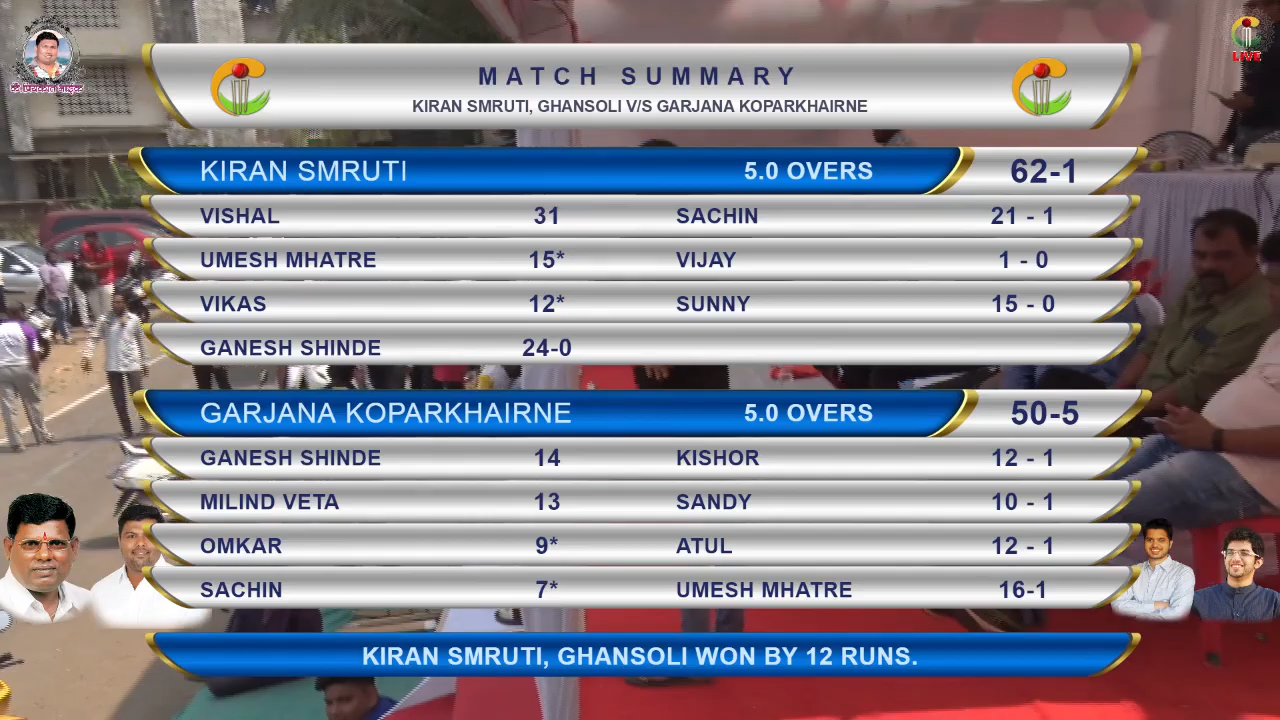 LIVE
MATCH SUMMARY
KIRAN SMRUTI, GHANSOLI V/S GARJANA KOPARKHAIRNE
KIRAN SMRUTI 5.0 OVERS 62-1
VISHAL 31 SACHIN 21 - 1
UMESH MHATRE 15* VIJAY 1 - 0
VIKAS 12* SUNNY 15 - 0
GANESH SHINDE 24-0
GARJANA KOPARKHAIRNE 5.0 OVERS 50-5
GANESH SHINDE 14 KISHOR 12 - 1
MILIND VETA 13 SANDY 10 - 1
OMKAR 9* ATUL 12 - 1
SACHIN 7* UMESH MHATRE 16-1
KIRAN SMRUTI, GHANSOLI WON BY 12 RUNS.